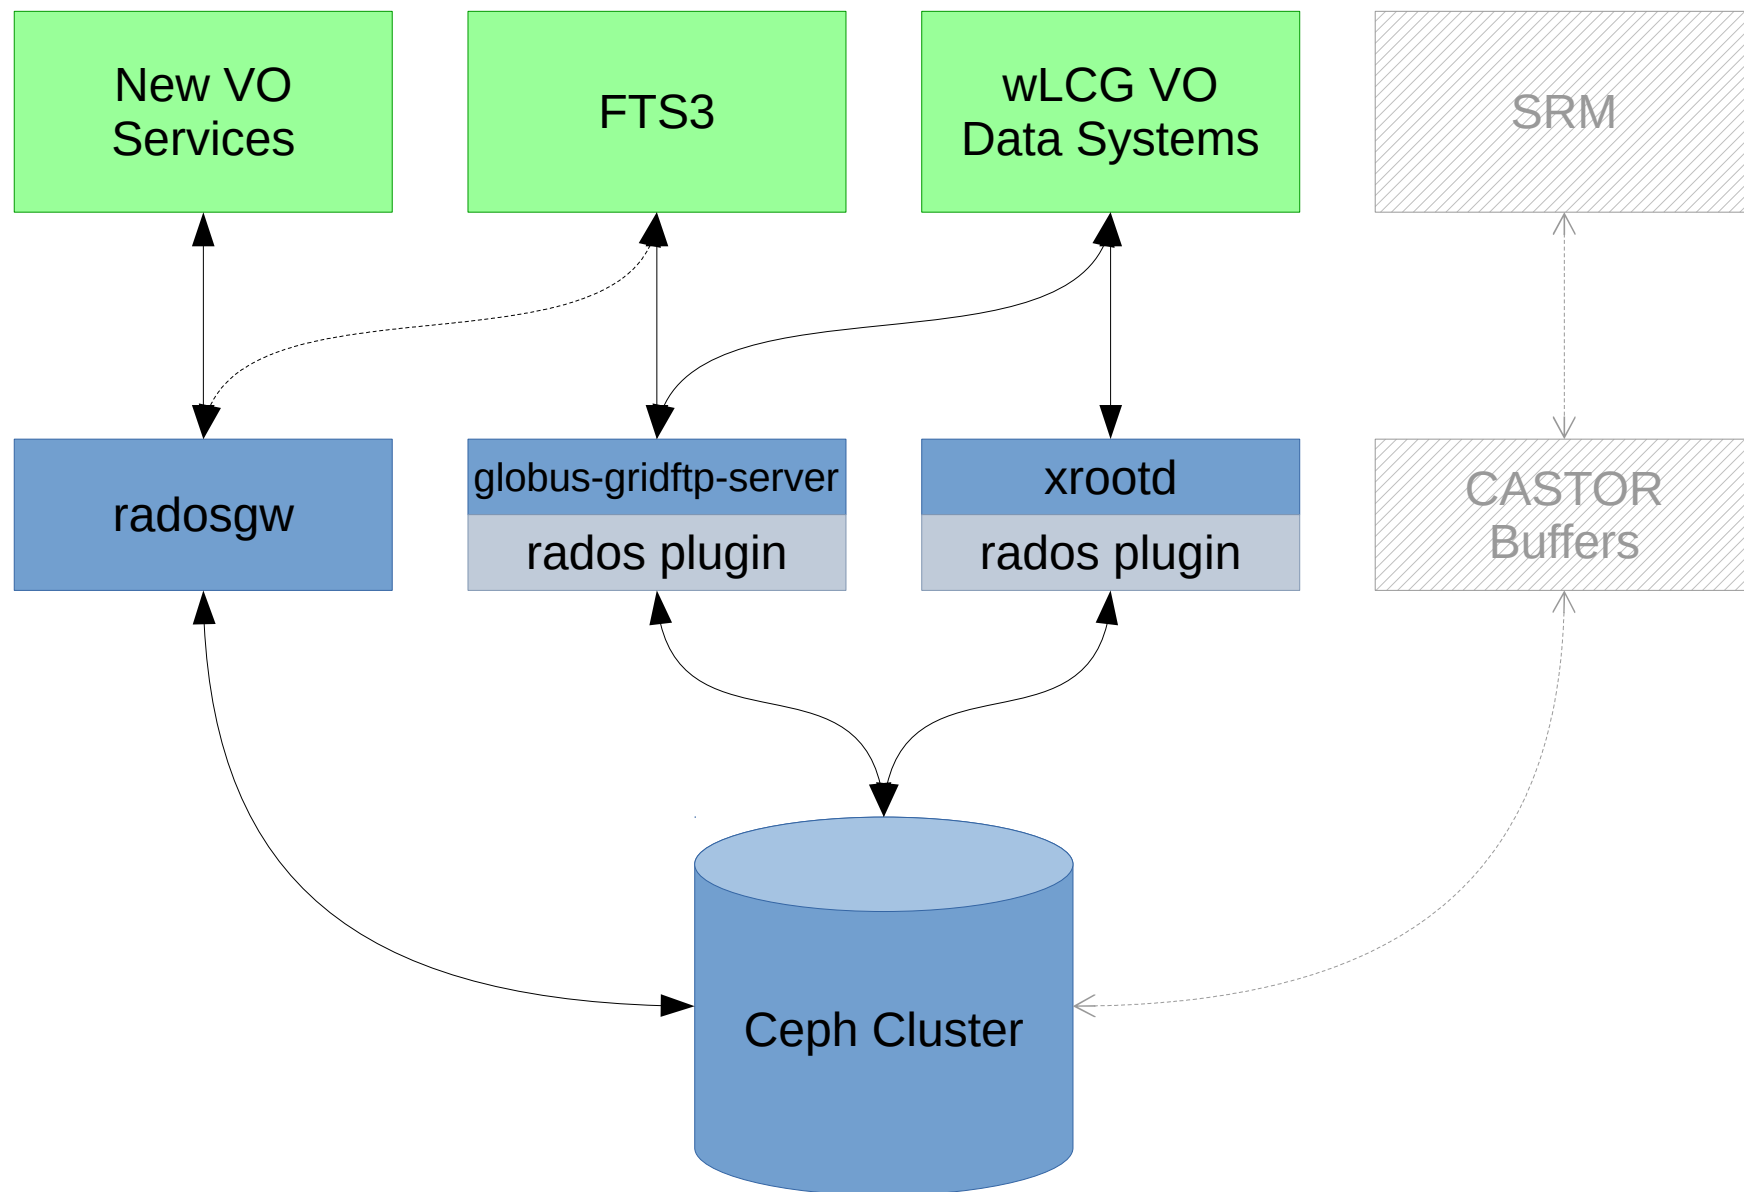 New VO
Services
FTS3
wLCG VO
Data Systems
SRM
radosgw
globus-gridftp-server
rados plugin
xrootd
rados plugin
CASTOR
Buffers
Ceph Cluster